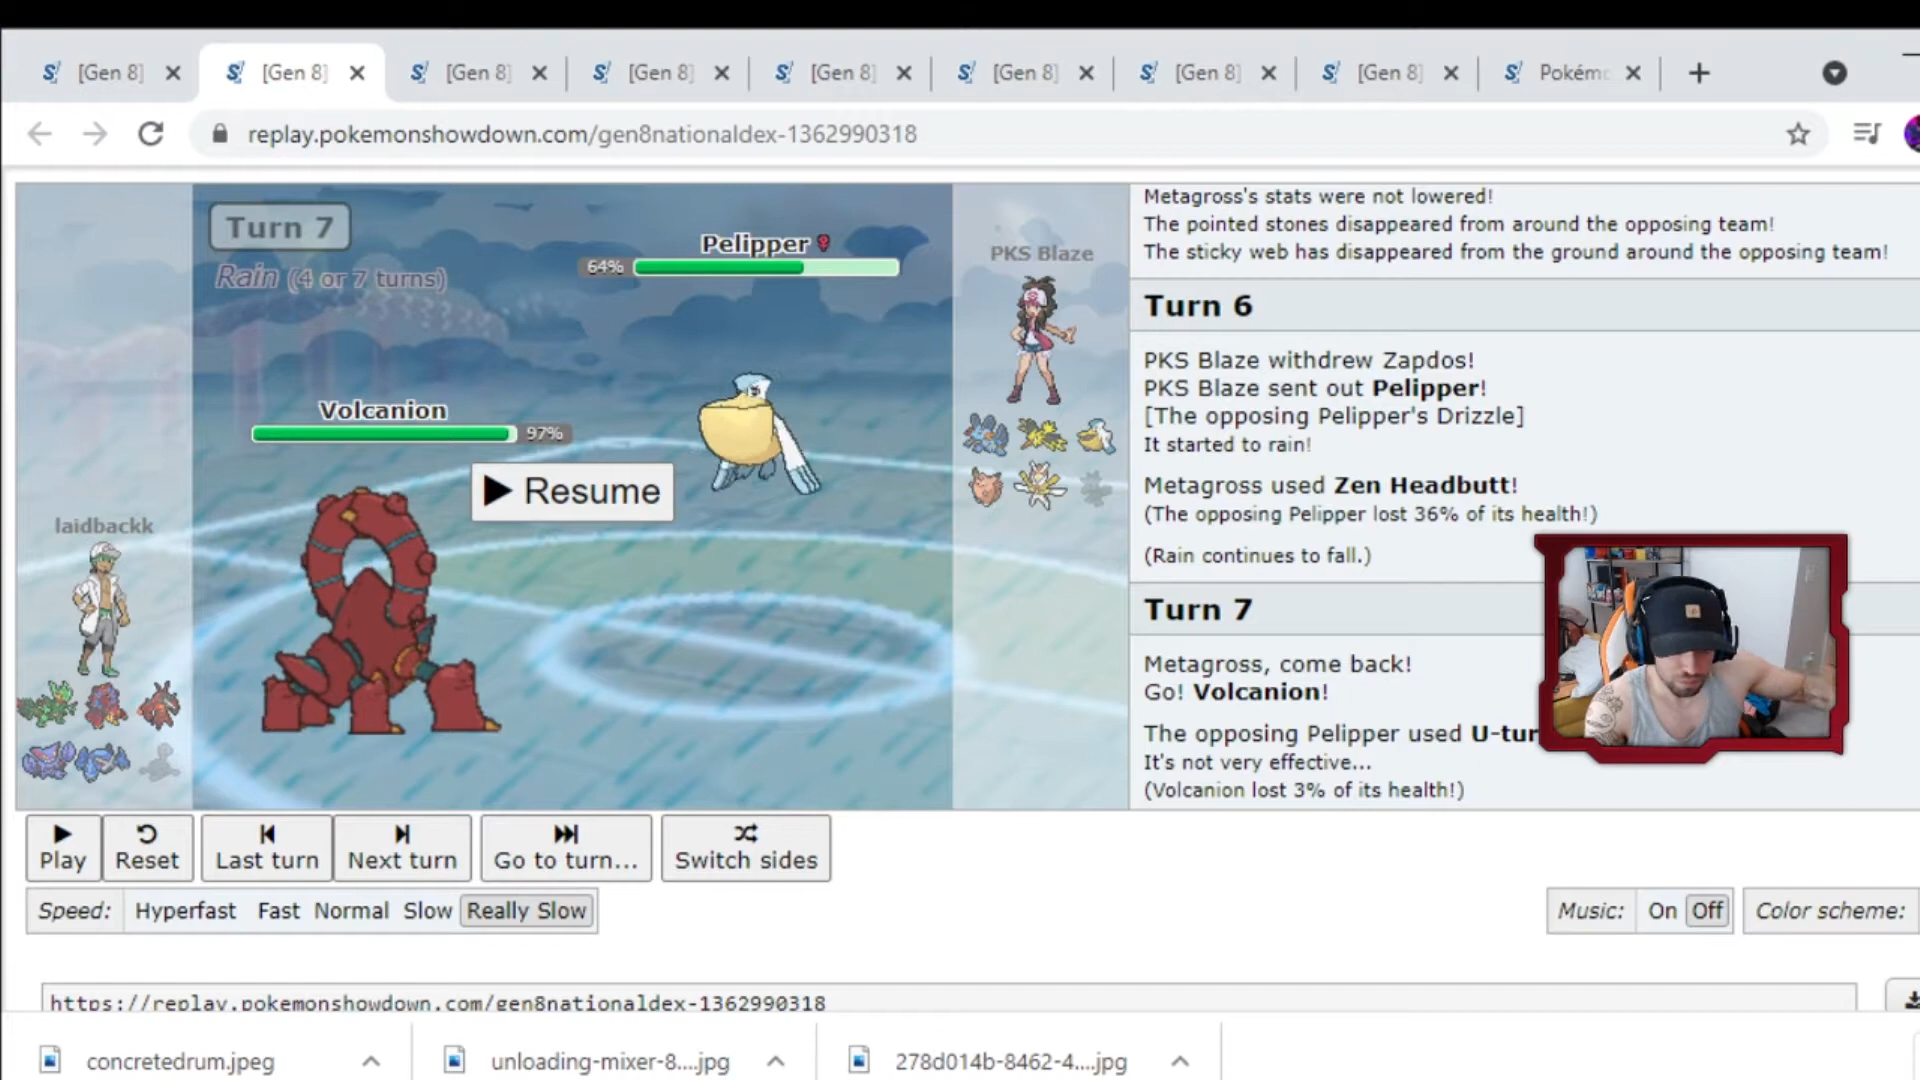 [Gen 8]
[Gen 8]
[Gen 8]
[Gen 8]
[Gen 8]
[Gen 8]
[Gen 8]
[Gen 8]
Pokém
replay.pokemonshowdown.com/gen8nationaldex-1362990318
Turn 7
Rain (4 or 7 turns)
Pelipper
64%
Volcanion
97%
Resume
laidbackk
PKS Blaze
Metagross's stats were not lowered!
The pointed stones disappeared from around the opposing team!
The sticky web has disappeared from the ground around the opposing team!
Turn 6
PKS Blaze withdrew Zapdos!
PKS Blaze sent out Pelipper!
[The opposing Pelipper's Drizzle]
It started to rain!
Metagross used Zen Headbutt!
(The opposing Pelipper lost 36% of its health!)
(Rain continues to fall.)
Turn 7
Metagross, come back!
Go! Volcanion!
The opposing Pelipper used U-tur
It's not very effective...
(Volcanion lost 3% of its health!)
Play
Reset
Last turn
Next turn
Go to turn...
Switch sides
Speed: Hyperfast Fast Normal Slow Really Slow
Music: On Off
Color scheme:
https://replay.pokemonshowdown.com/gen8nationaldex-1362990318
concretedrum.jpeg
unloading-mixer-8....jpg
278d014b-8462-4....jpg